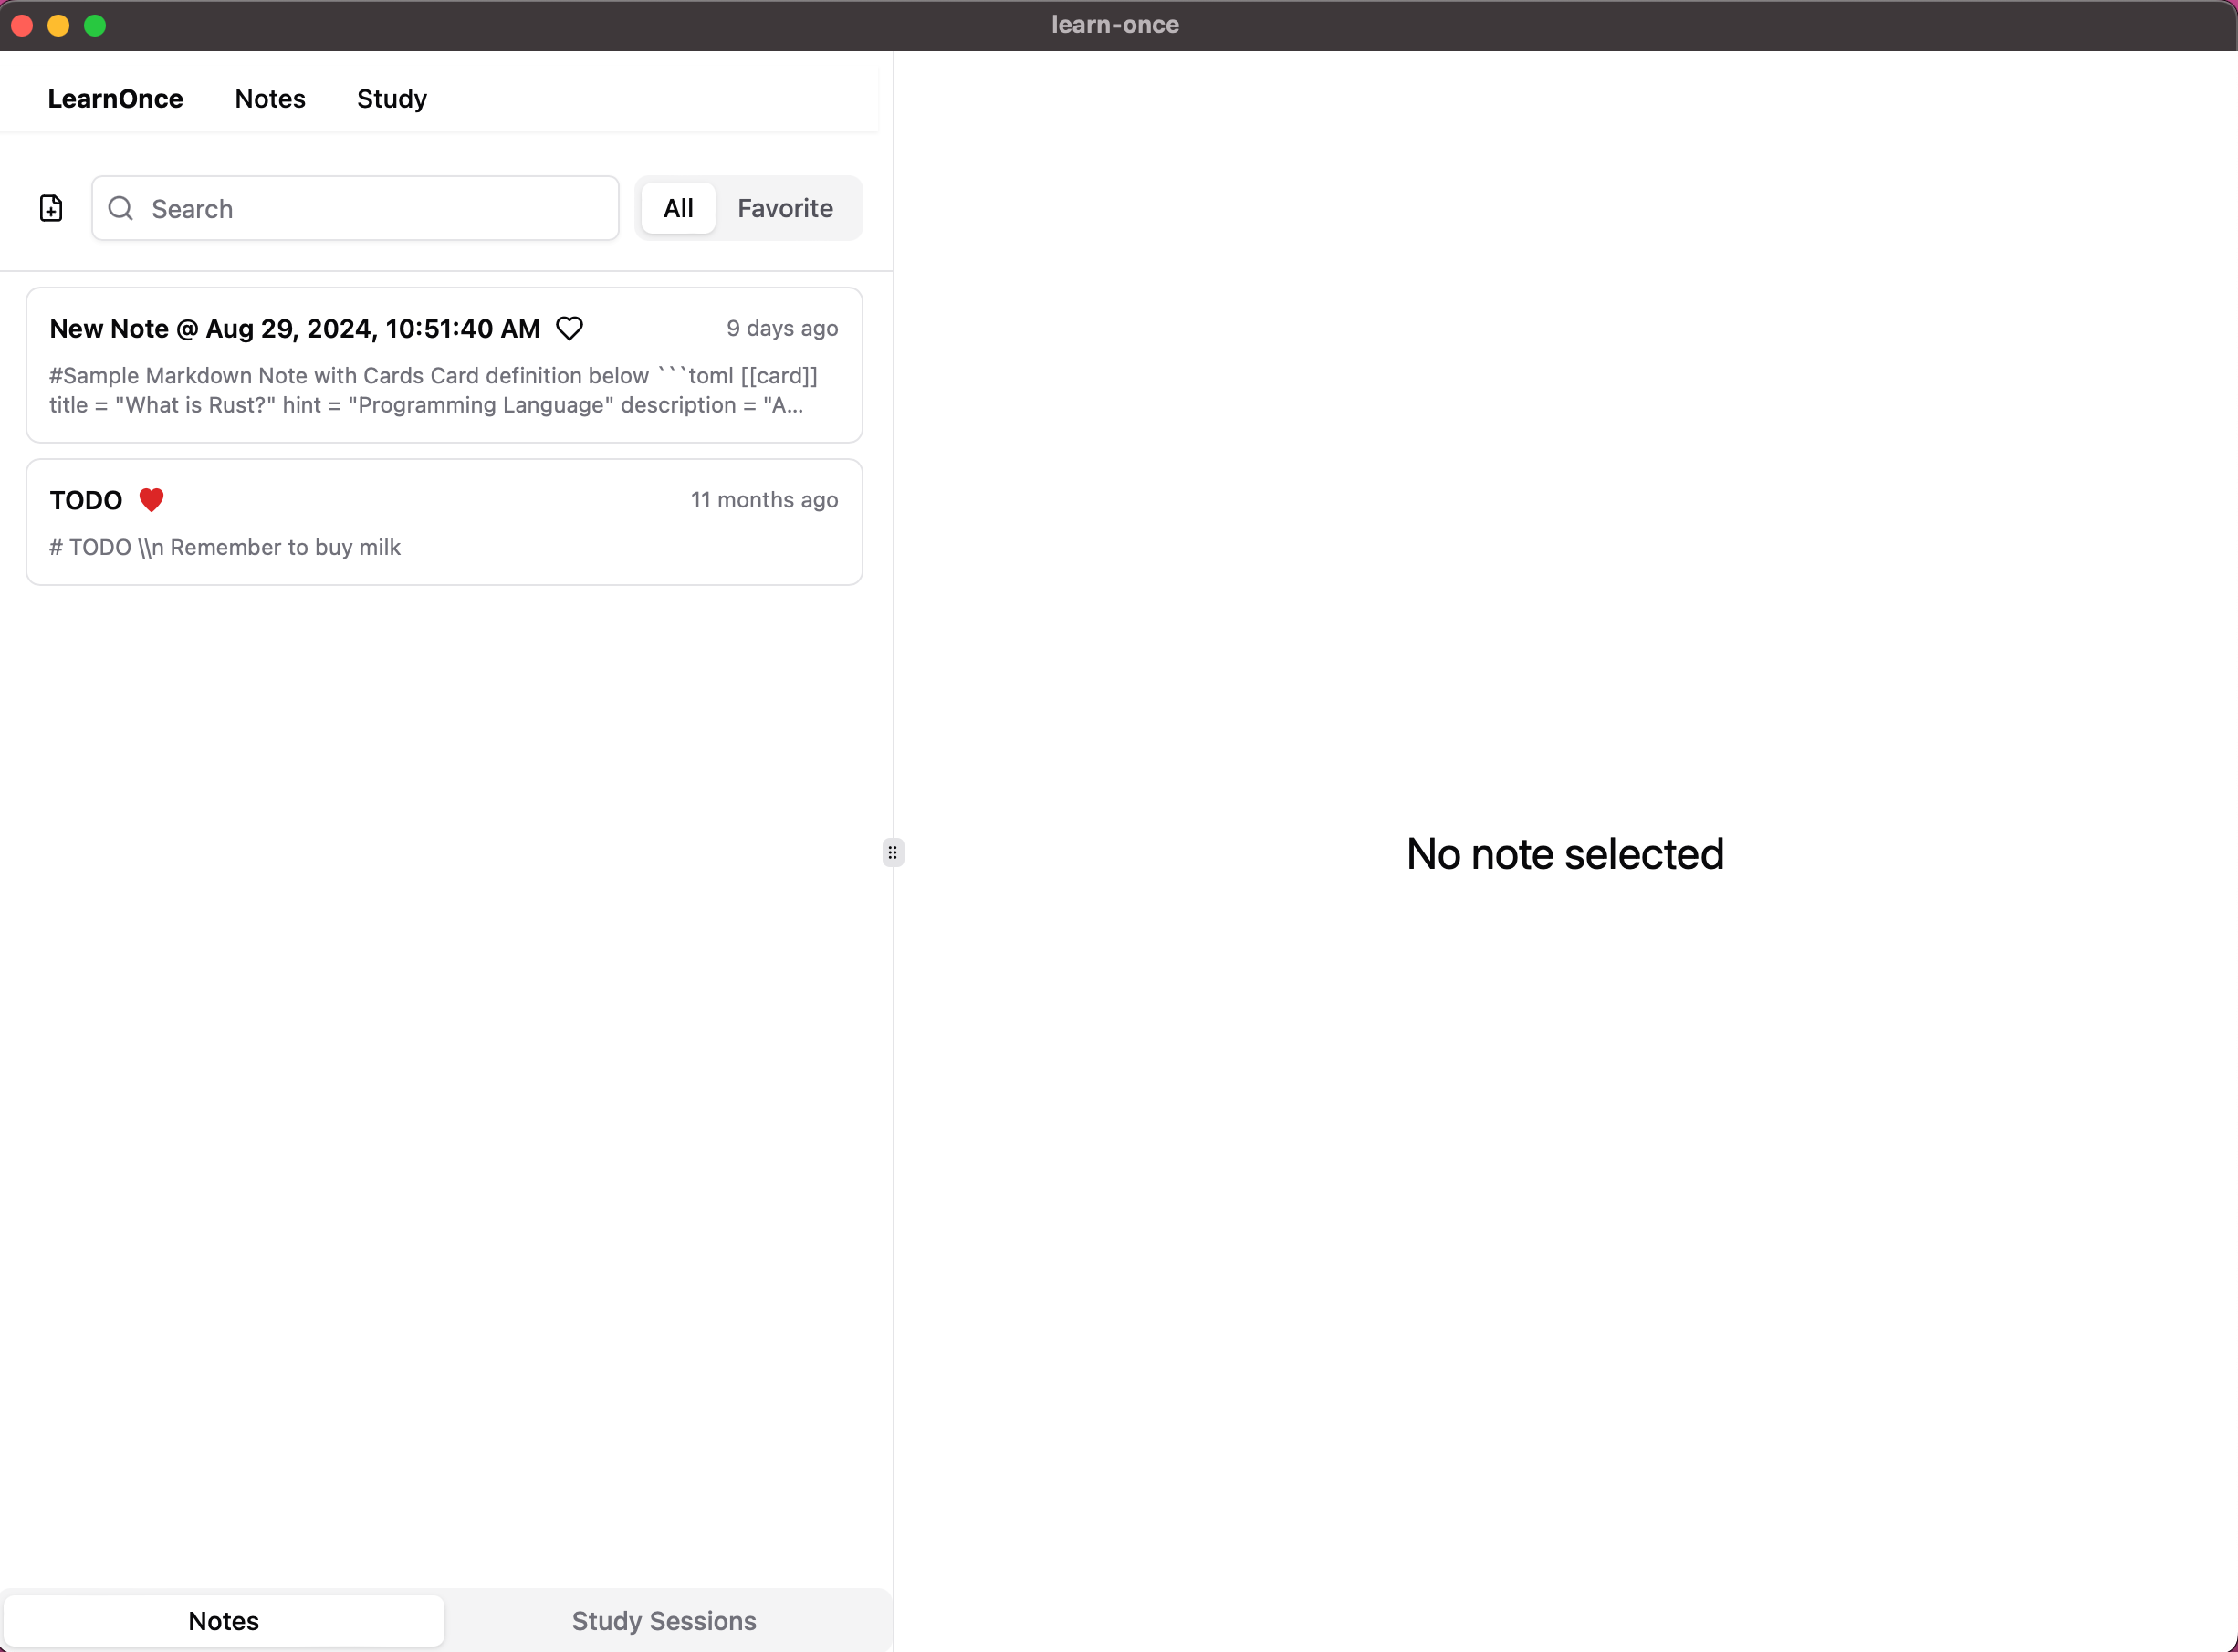 learn-once
LearnOnce Notes Study
Search All Favorite
New Note @ Aug 29, 2024, 10:51:40 AM 9 days ago
#Sample Markdown Note with Cards Card definition below ```toml [[card]]
title = "What is Rust?" hint = "Programming Language" description = "A...
TODO 11 months ago
# TODO \\n Remember to buy milk
No note selected
Notes Study Sessions